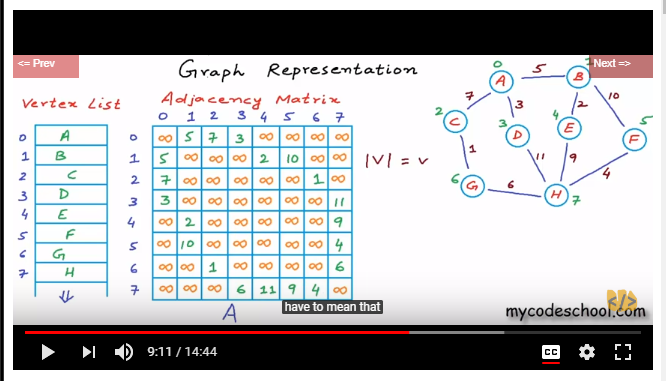 <= Prev
Next =>
Graph Representation
Vertex List
0 A
1 B
2 C
3 D
4 E
5 F
6 G
7 H
Adjacency Matrix
0 1 2 3 4 5 6 7
0 ∞ 5 7 3 ∞ ∞ ∞ ∞
1 5 ∞ ∞ ∞ 2 10 ∞ ∞
2 7 ∞ ∞ ∞ ∞ ∞ 1 ∞
3 3 ∞ ∞ ∞ ∞ ∞ ∞ 11
4 ∞ 2 ∞ ∞ ∞ ∞ ∞ 9
5 ∞ 10 ∞ ∞ ∞ ∞ ∞ 4
6 ∞ ∞ 1 ∞ ∞ ∞ ∞ 6
7 ∞ ∞ ∞ 6 11 9 4 ∞
A
|V| = v
0
A
5
B
7
3
2
10
2
C
3
D
4
E
5
F
1
11
9
4
6
G
6
H
7
have to mean that
</>
mycodeschool.com
9:11 / 14:44
CC